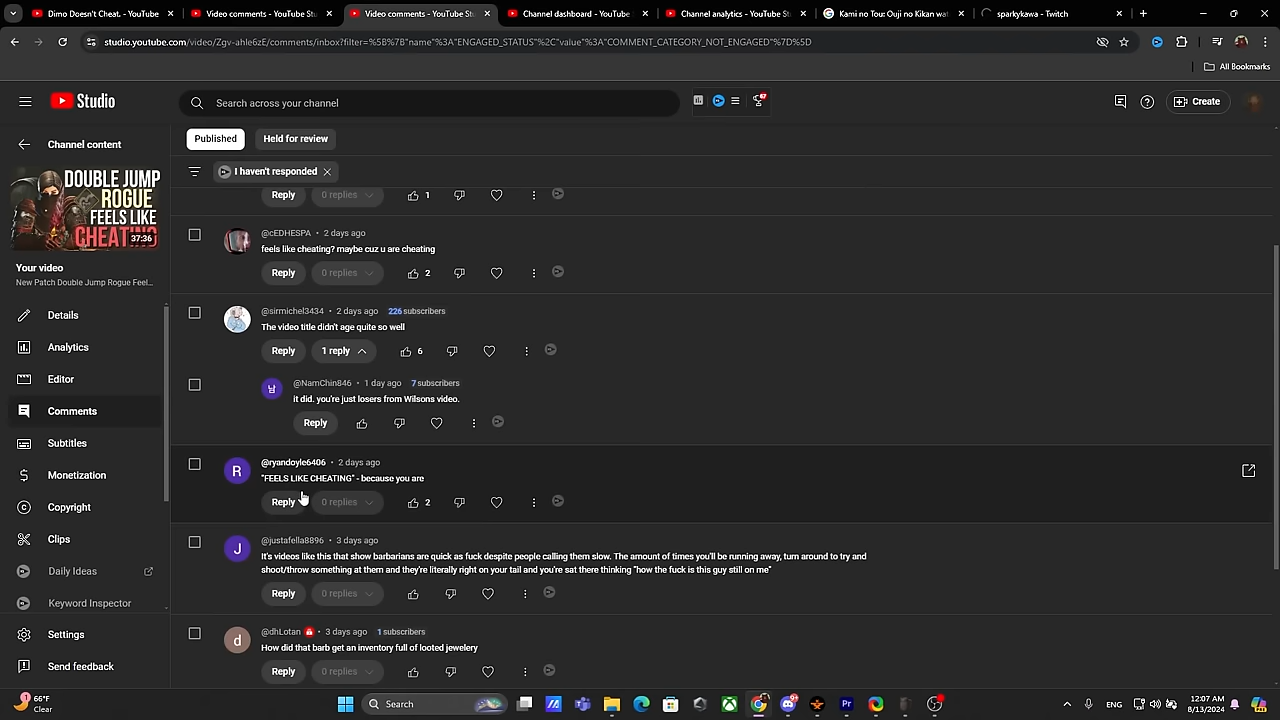 Dimo Doesn't Cheat. - YouTube
Video comments - YouTube Stu
Video comments - YouTube Stu
Channel dashboard - YouTube
Channel analytics - YouTube St
Kami no Tou: Ouji no Kikan wat
sparkykawa - Twitch
studio.youtube.com/video/Zgv-ahle6zE/comments/inbox?filter=%5B%7B"name"%3A"ENGAGED_STATUS"%2C"value"%3A"COMMENT_CATEGORY_NOT_ENGAGED"%7D%5D
All Bookmarks
Studio
Search across your channel
67
Create
Channel content
DOUBLE JUMP
ROGUE
FEELS LIKE
CHEATING
37:36
Your video
New Patch Double Jump Rogue Feel...
Details
Analytics
Editor
Comments
Subtitles
Monetization
Copyright
Clips
Daily Ideas
Keyword Inspector
Settings
Send feedback
Published
Held for review
I haven't responded
Reply
0 replies
1
@cEDHESPA • 2 days ago
feels like cheating? maybe cuz u are cheating
Reply
0 replies
2
@sirmichel3434 • 2 days ago 226 subscribers
The video title didn't age quite so well
Reply
1 reply
6
남
@NamChin846 • 1 day ago 7 subscribers
it did. you're just losers from Wilsons video.
Reply
R
@ryandoyle6406 • 2 days ago
"FEELS LIKE CHEATING" - because you are
Reply
0 replies
2
J
@justafella8896 • 3 days ago
It's videos like this that show barbarians are quick as fuck despite people calling them slow. The amount of times you'll be running away, turn around to try and
shoot/throw something at them and they're literally right on your tail and you're sat there thinking "how the fuck is this guy still on me"
Reply
0 replies
d
@dhLotan • 3 days ago 1 subscribers
How did that barb get an inventory full of looted jewelery
Reply
0 replies
66°F
Clear
Search
Pr
ENG
12:07 AM
8/13/2024